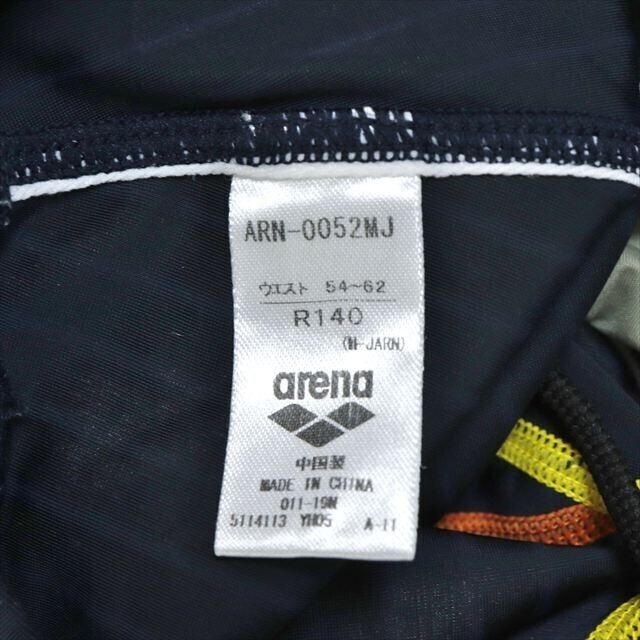 ARN-0052MJ
ウエスト 54~62
R140
(M-JARN)
arena
中国製
MADE IN CHINA
011-19M
5114113 YH05 A-11